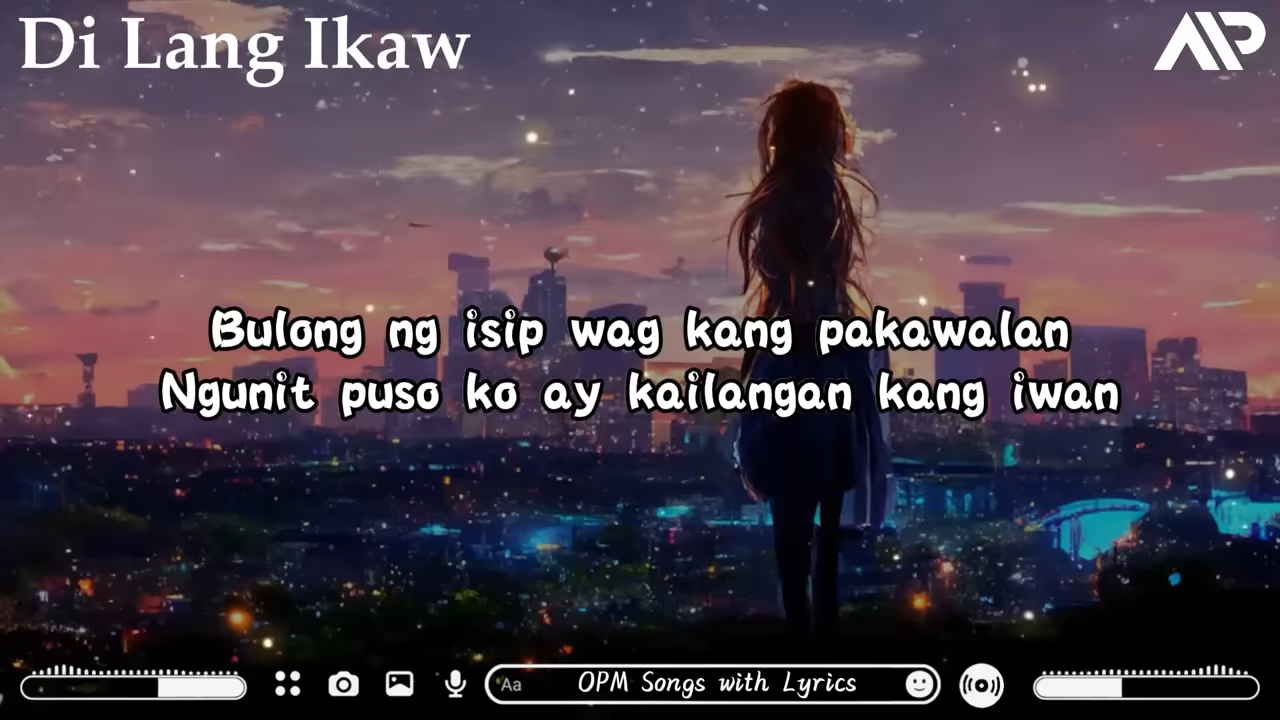 Di Lang Ikaw
AIP
Bulong ng isip wag kang pakawalan
Ngunit puso ko ay kailangan kang iwan
Aa
OPM Songs with Lyrics